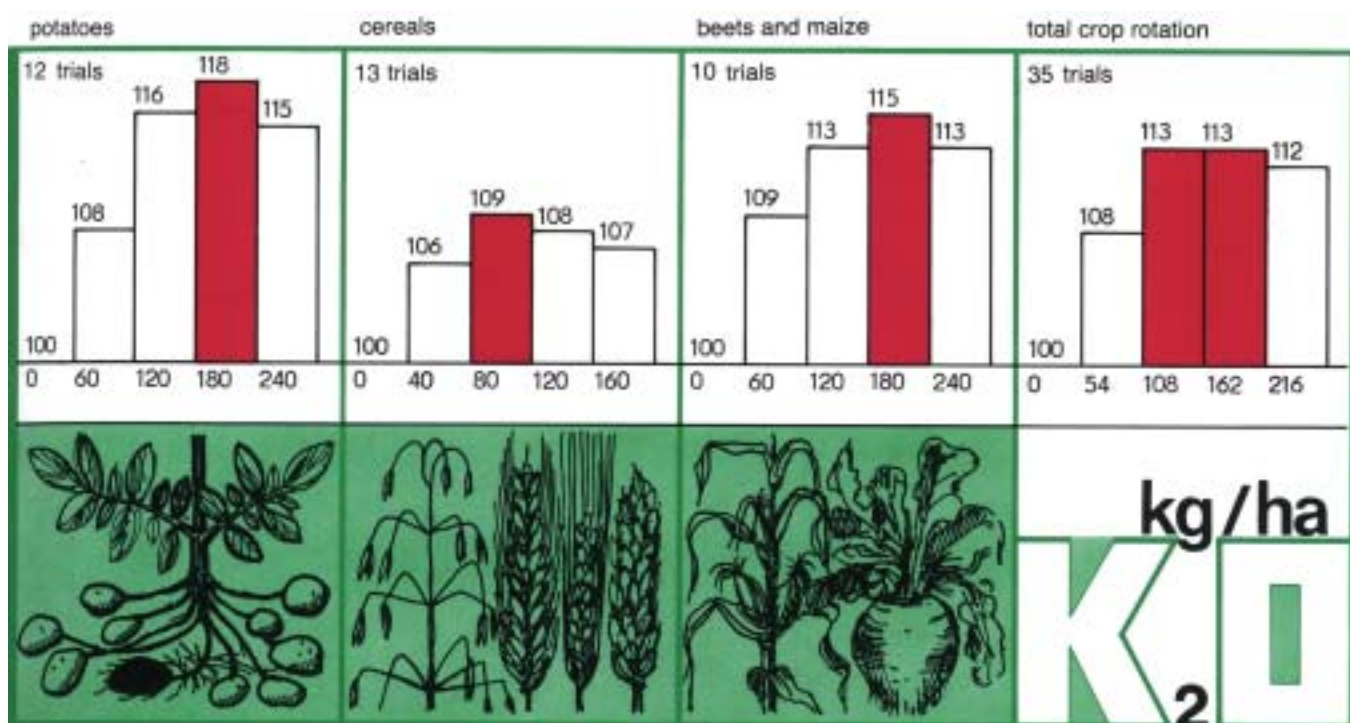 potatoes
12 trials
118
116
115
108
100
0 60 120 180 240
cereals
13 trials
109
108
107
106
100
0 40 80 120 160
beets and maize
10 trials
115
113
113
109
100
0 60 120 180 240
total crop rotation
35 trials
113 113
112
108
100
0 54 108 162 216
kg/ha
K2O